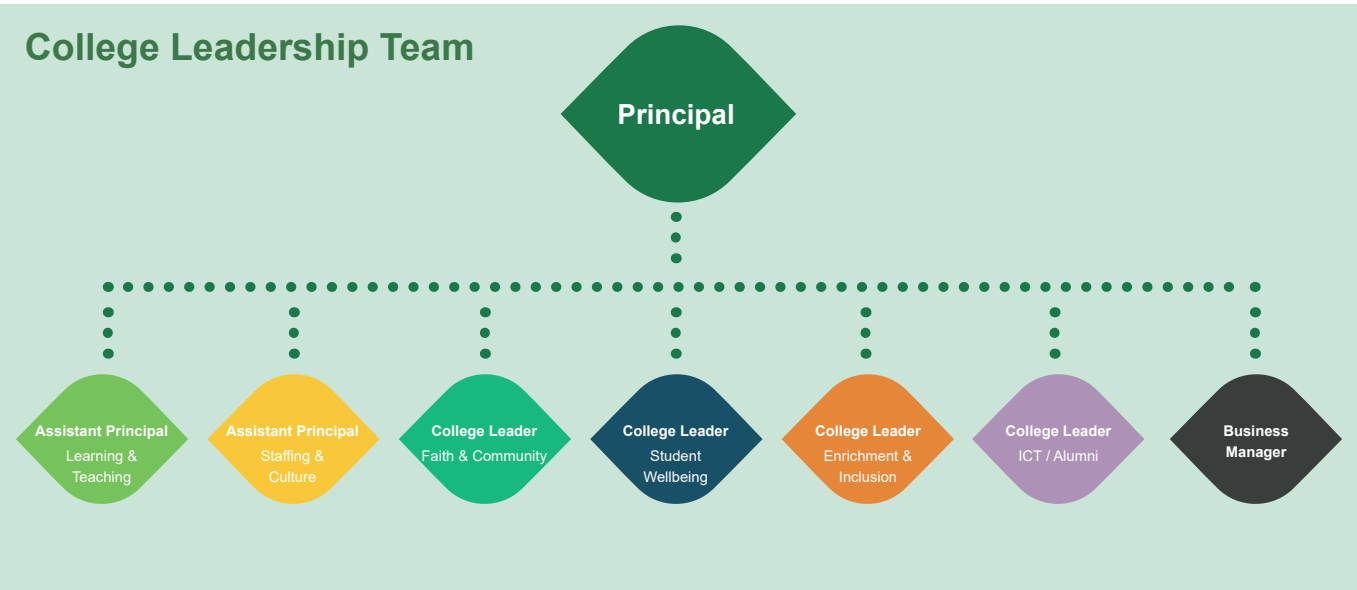 College Leadership Team
Principal
Assistant Principal
Learning &
Teaching
Assistant Principal
Staffing &
Culture
College Leader
Faith & Community
College Leader
Student
Wellbeing
College Leader
Enrichment &
Inclusion
College Leader
ICT / Alumni
Business
Manager